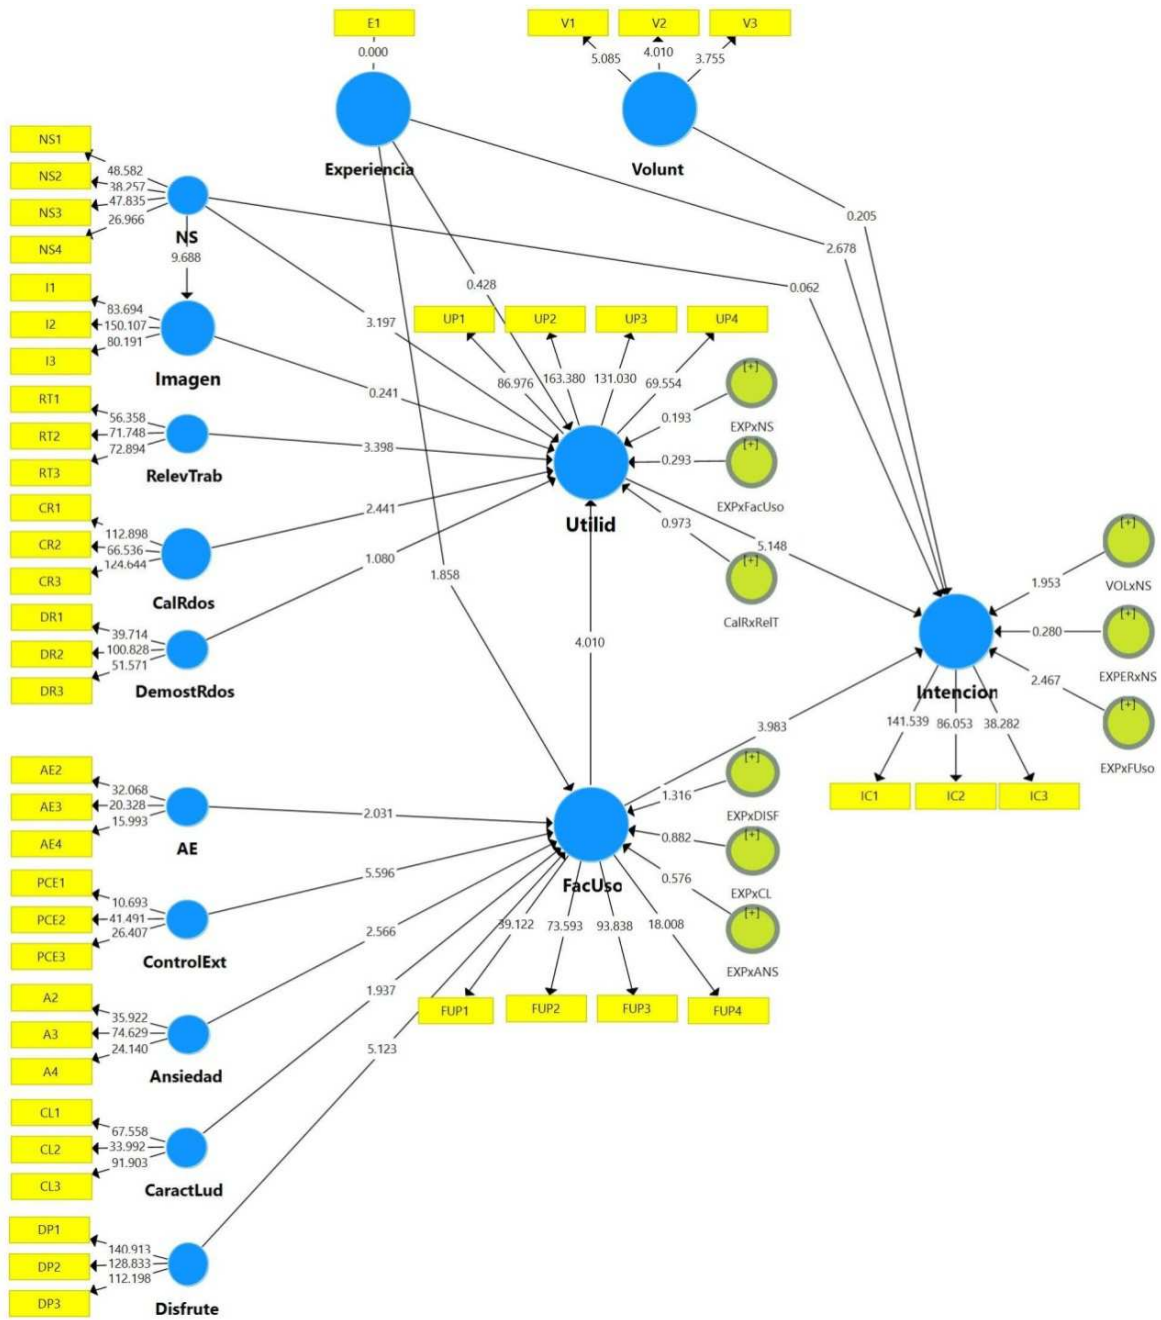 E1
V1
V2
V3
0.000
5.085
4.010
3.755
Experiencia
Volunt
NS1
NS2
NS3
NS4
48.582
38.257
47.835
26.966
NS
9.688
0.205
2.678
0.062
0.428
3.197
I1
I2
I3
83.694
150.107
80.191
Imagen
0.241
UP1
UP2
UP3
UP4
86.976
163.380
131.030
69.554
[+]
0.193
EXPxNS
RT1
RT2
RT3
56.358
71.748
72.894
RelevTrab
3.398
[+]
0.293
EXPxFacUso
Utilid
CR1
CR2
CR3
112.898
66.536
124.644
CalRdos
2.441
0.973
[+]
CalRxRelT
5.148
1.080
1.858
DR1
DR2
DR3
39.714
100.828
51.571
DemostRdos
4.010
[+]
1.953
VOLxNS
[+]
0.280
EXPERxNS
[+]
2.467
EXPxFUso
Intencion
141.539
86.053
38.282
IC1
IC2
IC3
3.983
AE2
AE3
AE4
32.068
20.328
15.993
AE
2.031
[+]
1.316
EXPxDISF
[+]
0.882
EXPxCL
[+]
0.576
EXPxANS
FacUso
PCE1
PCE2
PCE3
10.693
41.491
26.407
ControlExt
5.596
39.122
73.593
93.838
18.008
FUP1
FUP2
FUP3
FUP4
A2
A3
A4
35.922
74.629
24.140
Ansiedad
2.566
1.937
5.123
CL1
CL2
CL3
67.558
33.992
91.903
CaractLud
DP1
DP2
DP3
140.913
128.833
112.198
Disfrute